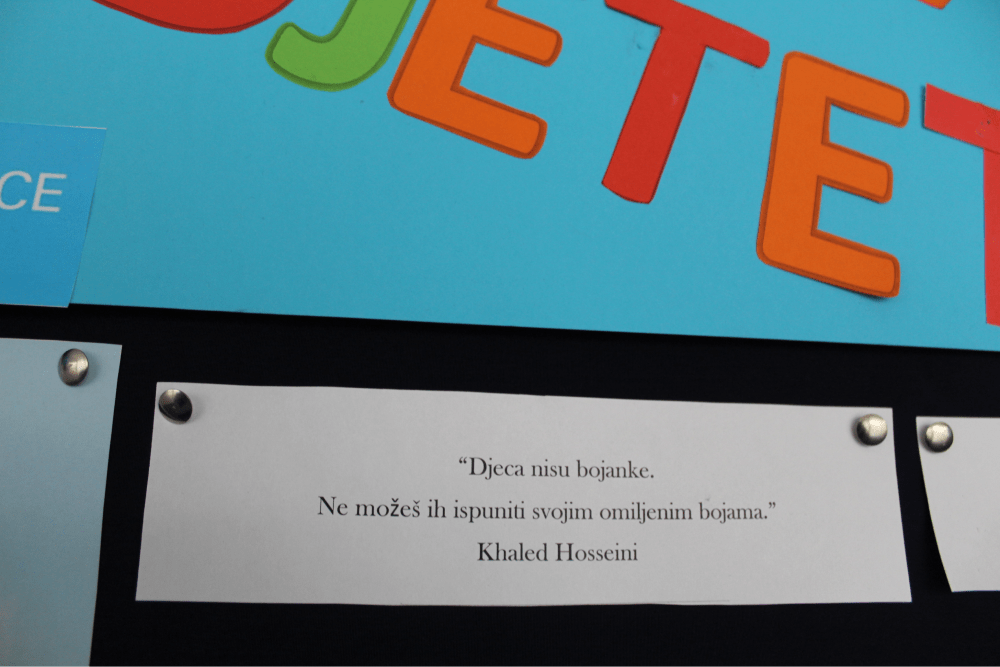 JETET
CE
“Djeca nisu bojanke.
Ne možeš ih ispuniti svojim omiljenim bojama.”
Khaled Hosseini